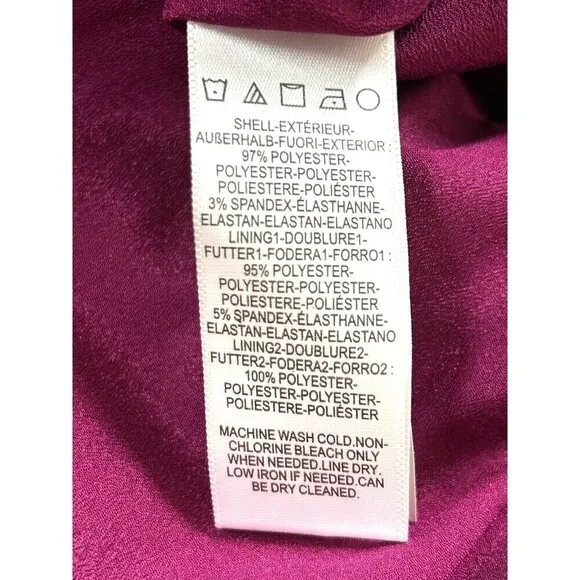 SHELL-EXTÉRIEUR-
AUßERHALB-FUORI-EXTERIOR :
97% POLYESTER-
POLYESTER-POLYESTER-
POLIESTERE-POLIÉSTER
3% SPANDEX-ÉLASTHANNE-
ELASTAN-ELASTAN-ELASTANO
LINING1-DOUBLURE1-
FUTTER1-FODERA1-FORRO1 :
95% POLYESTER-
POLYESTER-POLYESTER-
POLIESTERE-POLIÉSTER
5% SPANDEX-ÉLASTHANNE-
ELASTAN-ELASTAN-ELASTANO
LINING2-DOUBLURE2-
FUTTER2-FODERA2-FORRO2 :
100% POLYESTER-
POLYESTER-POLYESTER-
POLIESTERE-POLIÉSTER
MACHINE WASH COLD.NON-
CHLORINE BLEACH ONLY
WHEN NEEDED.LINE DRY.
LOW IRON IF NEEDED.CAN
BE DRY CLEANED.